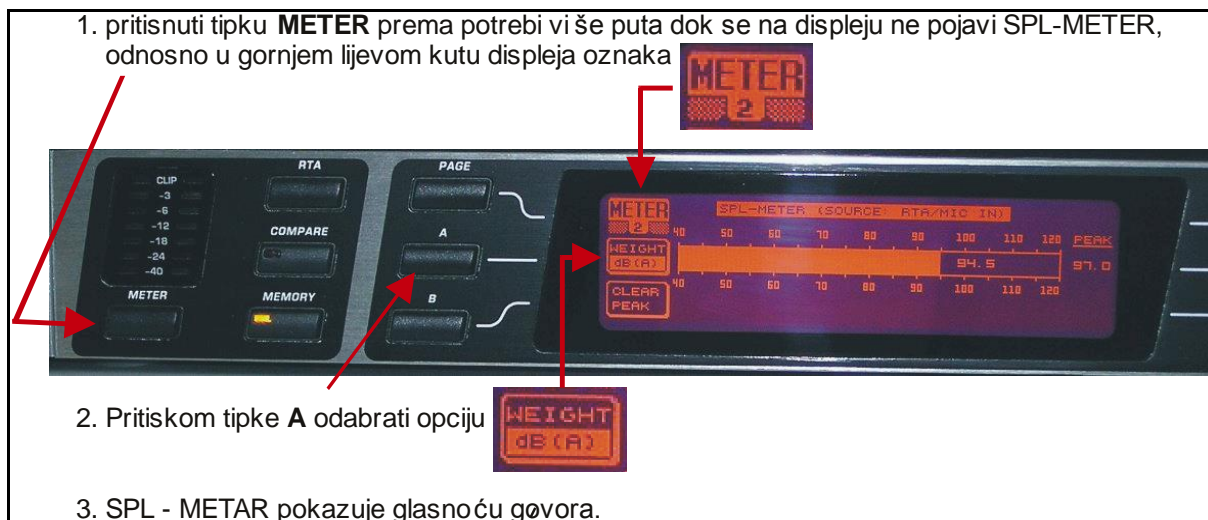 1. pritisnuti tipku METER prema potrebi više puta dok se na displeju ne pojavi SPL-METER,
odnosno u gornjem lijevom kutu displeja oznaka
METER
2
RTA
PAGE
CLIP
-3
-6
-12
-18
-24
-40
COMPARE
A
METER
MEMORY
B
METER
2
SPL-METER (SOURCE: RTA/MIC IN)
40 50 60 70 80 90 100 110 120 PEAK
WEIGHT
dB(A)
94.5 97.0
CLEAR
PEAK
40 50 60 70 80 90 100 110 120
2. Pritiskom tipke A odabrati opciju
WEIGHT
dB(A)
3. SPL - METAR pokazuje glasnoću govora.